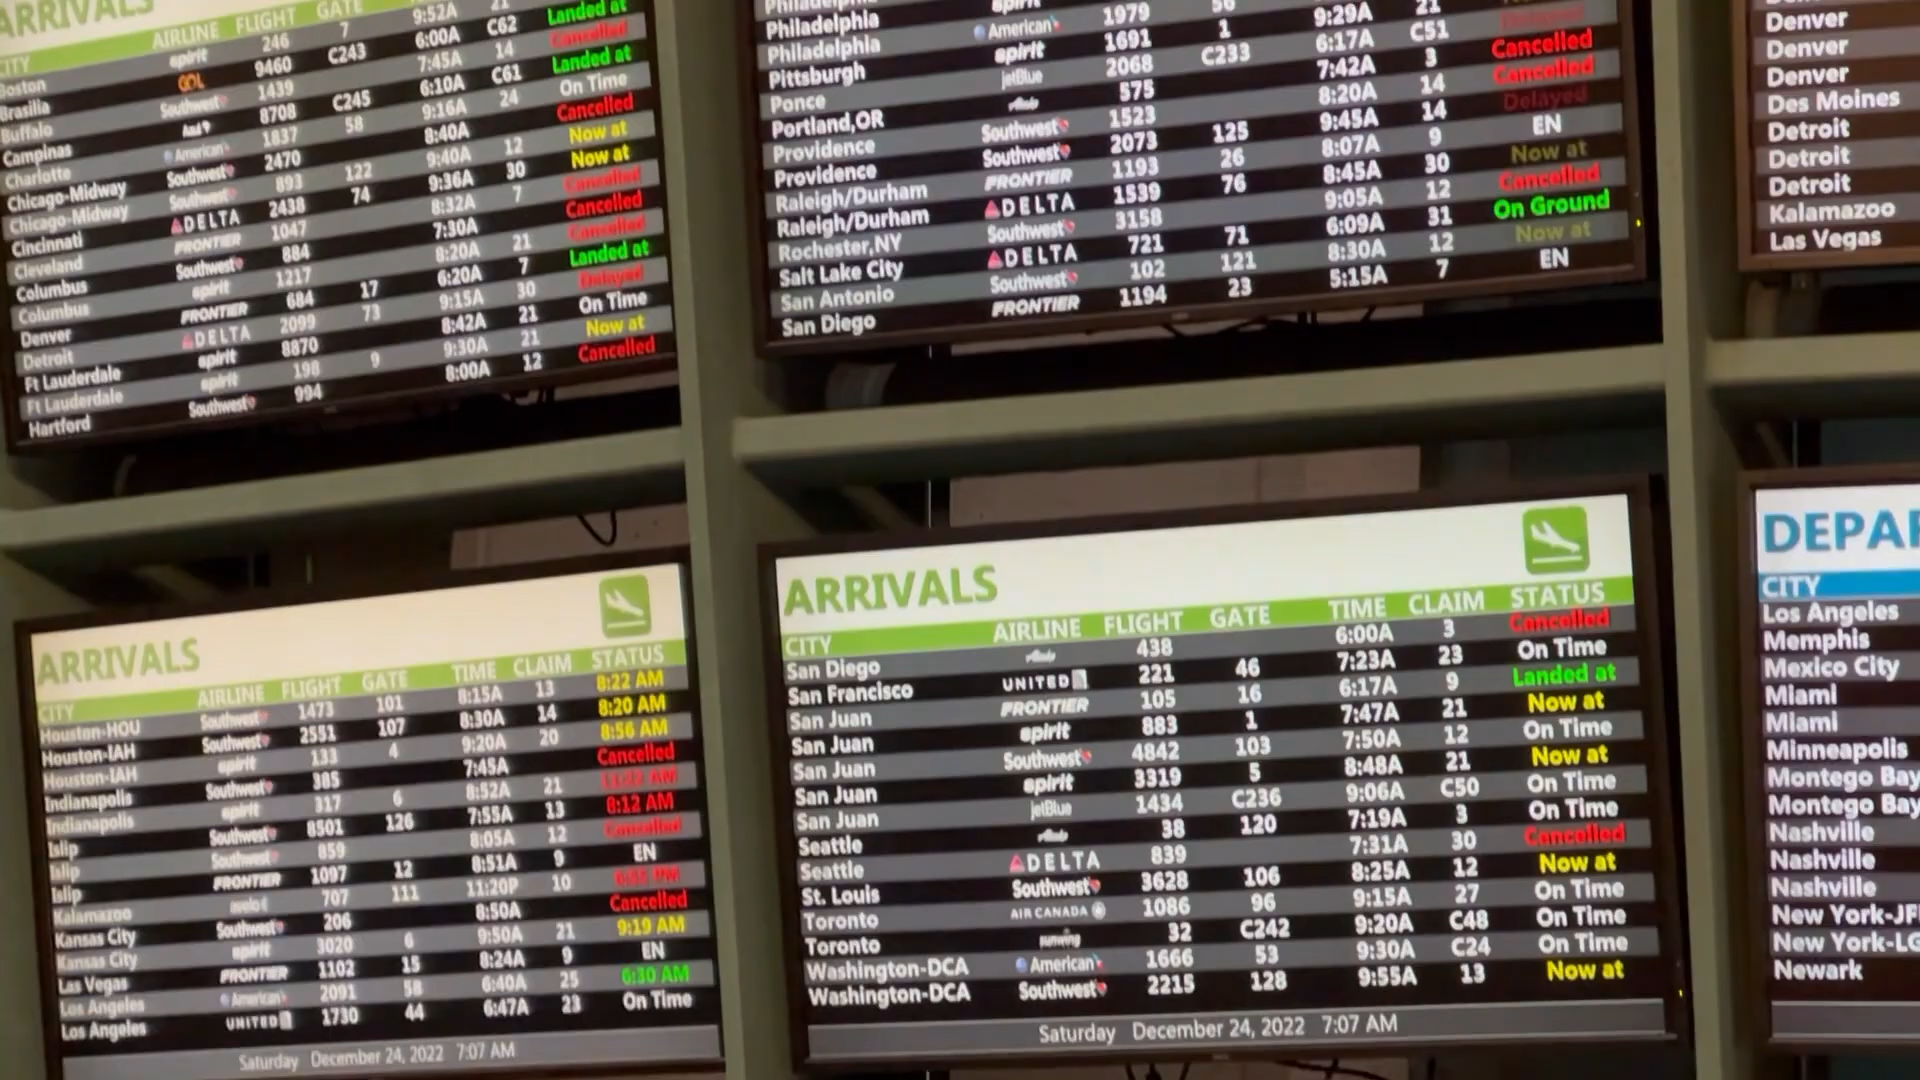 ARRIVALS
CITY AIRLINE FLIGHT GATE
Boston spirit 246 7 9:52A 21
Brasilia GOL 9460 C243 6:00A C62 Landed at
Buffalo Southwest 1439 7:45A 14 Cancelled
Campinas Azul 8708 C245 6:10A C61 Landed at
Charlotte American 1837 58 9:16A 24 On Time
Chicago-Midway Southwest 2470 8:40A Cancelled
Chicago-Midway Southwest 893 122 9:40A 12 Now at
Cincinnati DELTA 2438 74 9:36A 30 Now at
Cleveland FRONTIER 1047 8:32A 7 Cancelled
Columbus Southwest 884 7:30A Cancelled
Columbus spirit 1217 8:20A 21 Cancelled
Denver FRONTIER 684 17 6:20A 7 Landed at
Detroit DELTA 2099 73 9:15A 30 Delayed
Ft Lauderdale spirit 8870 8:42A 21 On Time
Ft Lauderdale spirit 198 9 9:30A 21 Now at
Hartford Southwest 994 8:00A 12 Cancelled
Philadelphia spirit
Philadelphia American 1979 56
Pittsburgh spirit 1691 1 9:29A 21
Ponce jetBlue 2068 C233 6:17A C51 Delayed
Portland,OR Alaska 575 7:42A 3 Cancelled
Providence Southwest 1523 8:20A 14 Cancelled
Providence Southwest 2073 125 9:45A 14 Delayed
Raleigh/Durham FRONTIER 1193 26 8:07A 9 EN
Raleigh/Durham DELTA 1539 76 8:45A 30 Now at
Rochester,NY Southwest 3158 9:05A 12 Cancelled
Salt Lake City DELTA 721 71 6:09A 31 On Ground
San Antonio Southwest 102 121 8:30A 12 Now at
San Diego FRONTIER 1194 23 5:15A 7 EN
Denver
Denver
Denver
Des Moines
Detroit
Detroit
Detroit
Kalamazoo
Las Vegas
ARRIVALS
CITY AIRLINE FLIGHT GATE TIME CLAIM STATUS
Houston-HOU Southwest 1473 101 8:15A 13 8:22 AM
Houston-IAH Southwest 2551 107 8:30A 14 8:20 AM
Houston-IAH spirit 133 4 9:20A 20 8:56 AM
Indianapolis Southwest 385 7:45A Cancelled
Indianapolis spirit 317 6 8:52A 21
Islip Southwest 8501 126 7:55A 13 8:12 AM
Islip Southwest 859 8:05A 12 Cancelled
Islip FRONTIER 1097 12 8:51A 9 EN
Kalamazoo avelo 707 111 11:20P 10
Kansas City Southwest 206 8:50A Cancelled
Kansas City spirit 3020 6 9:50A 21 9:19 AM
Las Vegas FRONTIER 1102 15 8:24A 9 EN
Los Angeles American 2091 58 6:40A 25 6:30 AM
Los Angeles UNITED 1730 44 6:47A 23 On Time
Saturday December 24, 2022 7:07 AM
ARRIVALS
CITY AIRLINE FLIGHT GATE TIME CLAIM STATUS
San Diego Alaska 438 6:00A 3 Cancelled
San Francisco UNITED 221 46 7:23A 23 On Time
San Juan FRONTIER 105 16 6:17A 9 Landed at
San Juan spirit 883 1 7:47A 21 Now at
San Juan Southwest 4842 103 7:50A 12 On Time
San Juan spirit 3319 5 8:48A 21 Now at
San Juan jetBlue 1434 C236 9:06A C50 On Time
Seattle Alaska 38 120 7:19A 3 On Time
Seattle DELTA 839 7:31A 30 Cancelled
St. Louis Southwest 3628 106 8:25A 12 Now at
Toronto AIR CANADA 1086 96 9:15A 27 On Time
Toronto sunwing 32 C242 9:20A C48 On Time
Washington-DCA American 1666 53 9:30A C24 On Time
Washington-DCA Southwest 2215 128 9:55A 13 Now at
Saturday December 24, 2022 7:07 AM
DEPAR
CITY
Los Angeles
Memphis
Mexico City
Miami
Miami
Minneapolis
Montego Bay
Montego Bay
Nashville
Nashville
Nashville
New York-JF
New York-LG
Newark